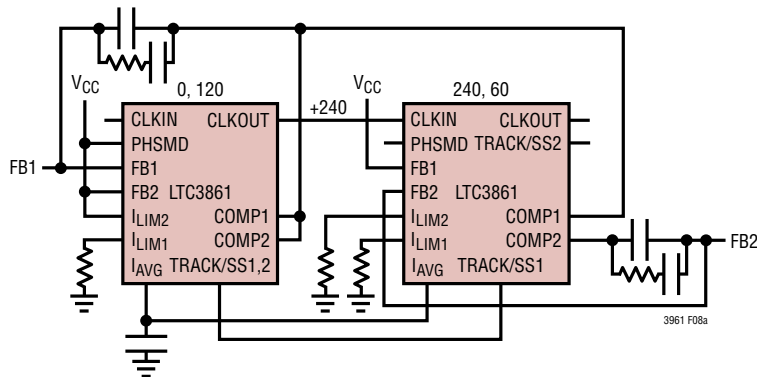 VCC
0, 120
VCC
240, 60
+240
CLKIN CLKOUT
PHSMD
FB1
FB1
FB2 LTC3861
ILIM2 COMP1
ILIM1 COMP2
IAVG TRACK/SS1,2
CLKIN CLKOUT
PHSMD TRACK/SS2
FB1
FB2 LTC3861
ILIM2 COMP1
ILIM1 COMP2
IAVG TRACK/SS1
FB2
3961 F08a